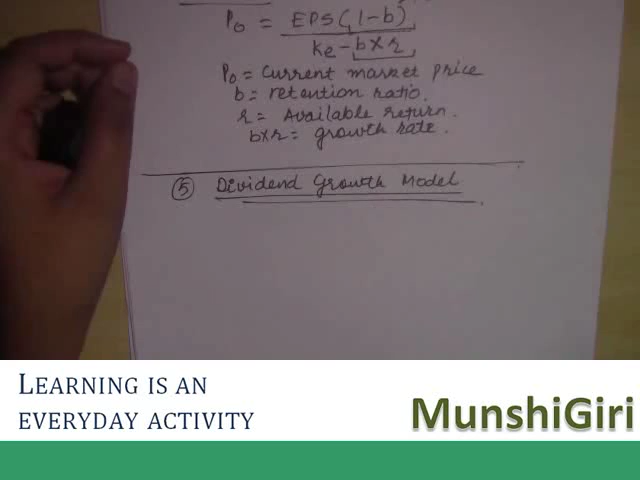 P₀ = EPS(1-b)
ke - b×r
P₀ = Current market price
b = retention ratio.
r = Available return.
b×r = growth rate.
⑤ Dividend Growth Model
LEARNING IS AN
EVERYDAY ACTIVITY
MunshiGiri